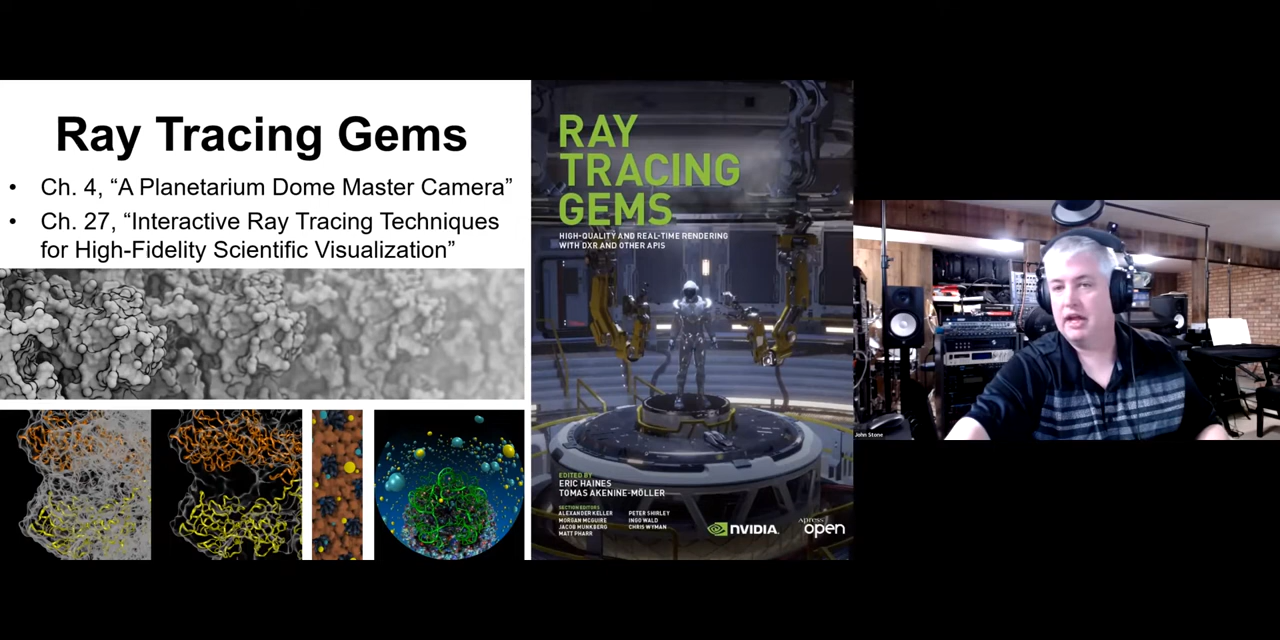 Ray Tracing Gems
• Ch. 4, “A Planetarium Dome Master Camera”
• Ch. 27, “Interactive Ray Tracing Techniques
for High-Fidelity Scientific Visualization”
RAY
TRACING
GEMS
HIGH-QUALITY AND REAL-TIME RENDERING
WITH DXR AND OTHER APIS
EDITED BY
ERIC HAINES
TOMAS AKENINE-MÖLLER
SECTION EDITORS
ALEXANDER KELLER
MORGAN MCGUIRE
JACOB MUNKBERG
MATT PHARR
PETER SHIRLEY
INGO WALD
CHRIS WYMAN
NVIDIA.
Apress
open
John Stone